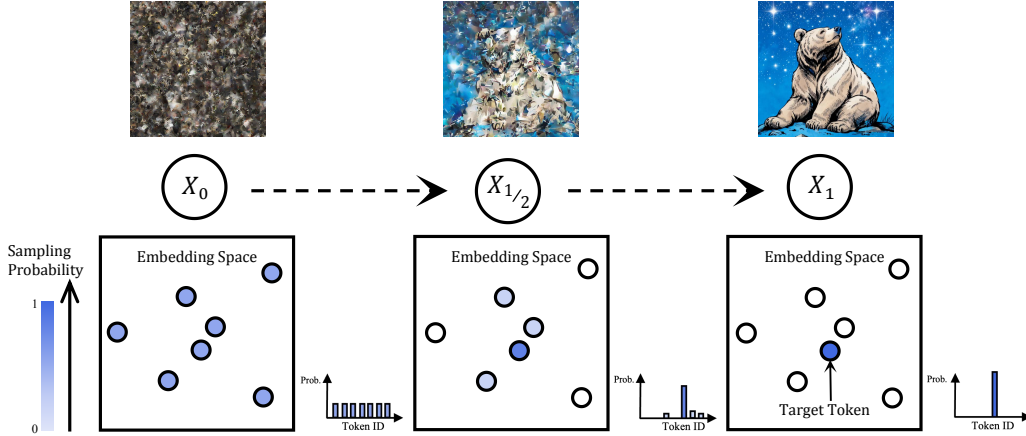 X₀
X₁/₂
X₁
Sampling
Probability
1
0
Embedding Space
Prob.
Token ID
Embedding Space
Prob.
Token ID
Embedding Space
Target Token
Prob.
Token ID